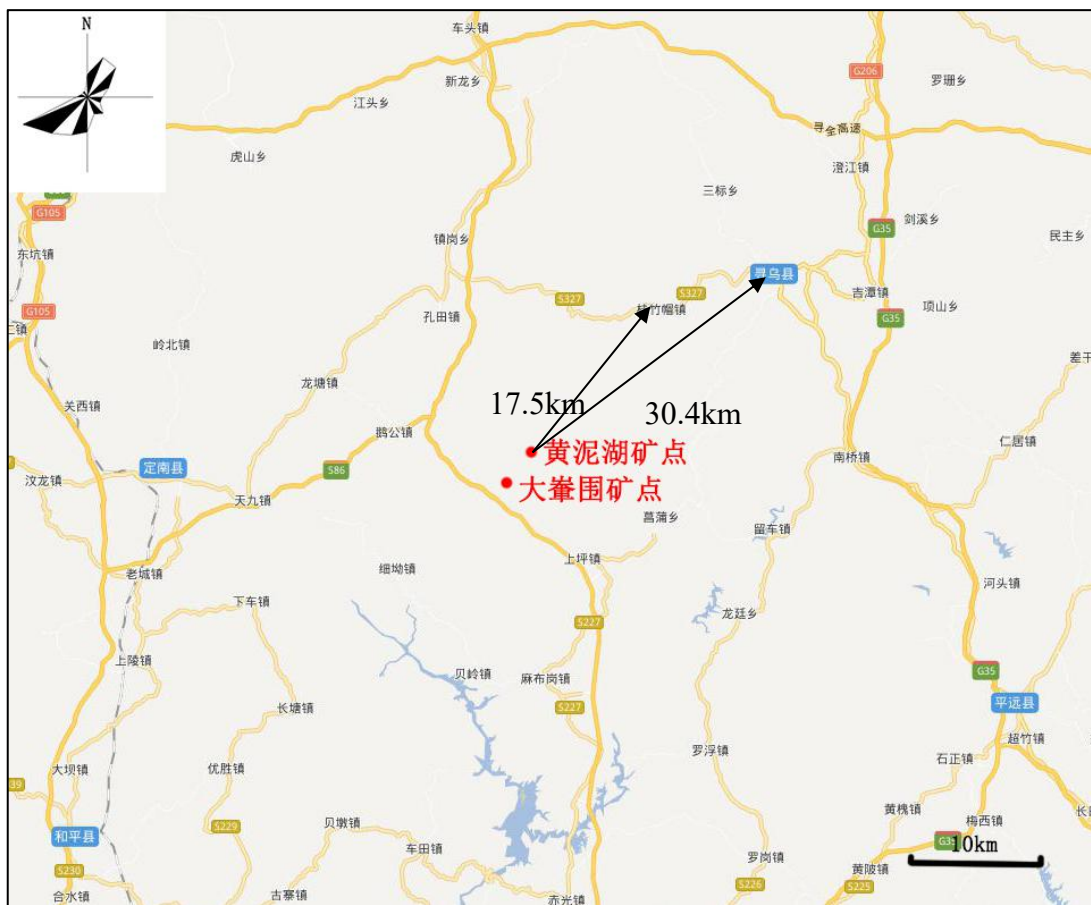 N
车头镇
新龙乡
江头乡
G206
罗珊乡
寻全高速
虎山乡
澄江镇
三标乡
G105
剑溪乡
G35
民主乡
镇岗乡
东坑镇
寻乌县
S327
S327
吉潭镇
项山乡
G105
孔田镇
竹帽镇
G35
岭北镇
龙塘镇
差干
17.5km
30.4km
关西镇
鹅公镇
仁居镇
黄泥湖矿点
南桥镇
定南县
S86
大輋围矿点
汶龙镇
天九镇
菖蒲乡
留车镇
上坪镇
老城镇
细坳镇
河头镇
下车镇
龙廷乡
S227
上陵镇
贝岭镇
麻布岗镇
G35
平远县
长塘镇
S227
超竹镇
罗浮镇
石正镇
大坝镇
优胜镇
39
黄槐镇
梅西镇
S229
贝墩镇
和平县
车田镇
G35
10km
罗岗镇
黄陂镇
S230
合水镇
古寨镇
赤光镇
S226
S225